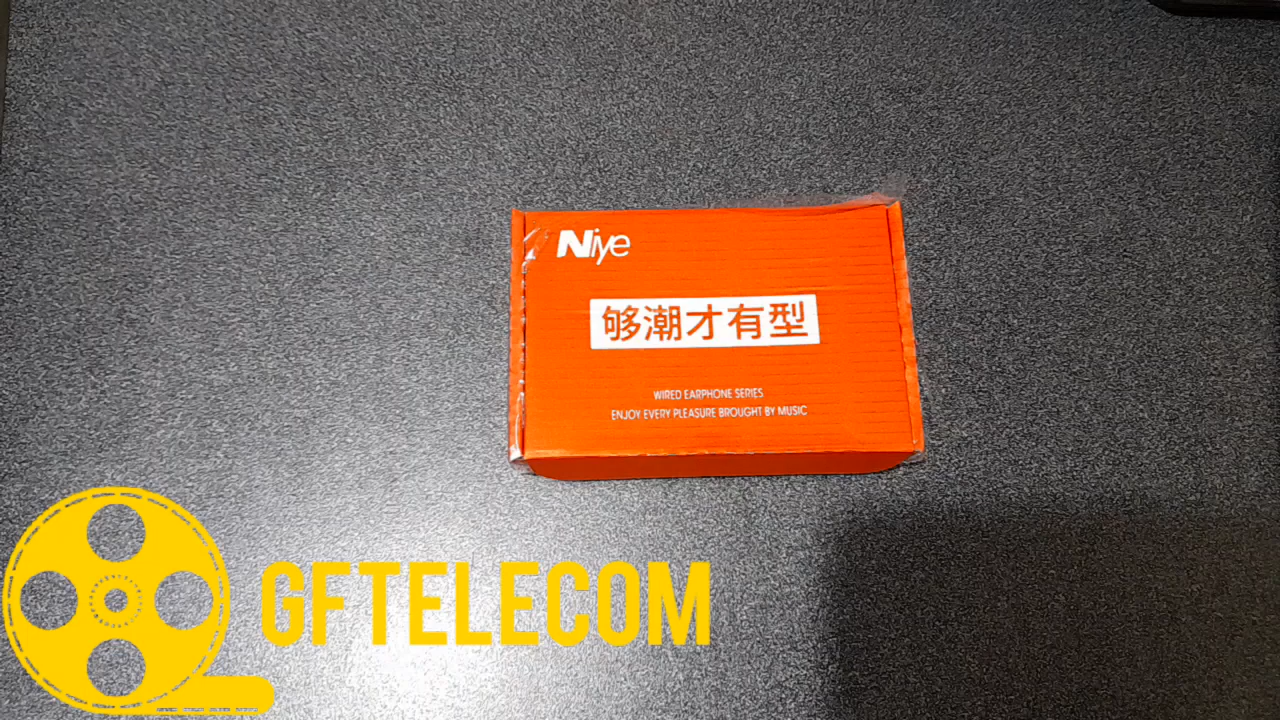 Niye
够潮才有型
WIRED EARPHONE SERIES
ENJOY EVERY PLEASURE BROUGHT BY MUSIC
GFTELECOM